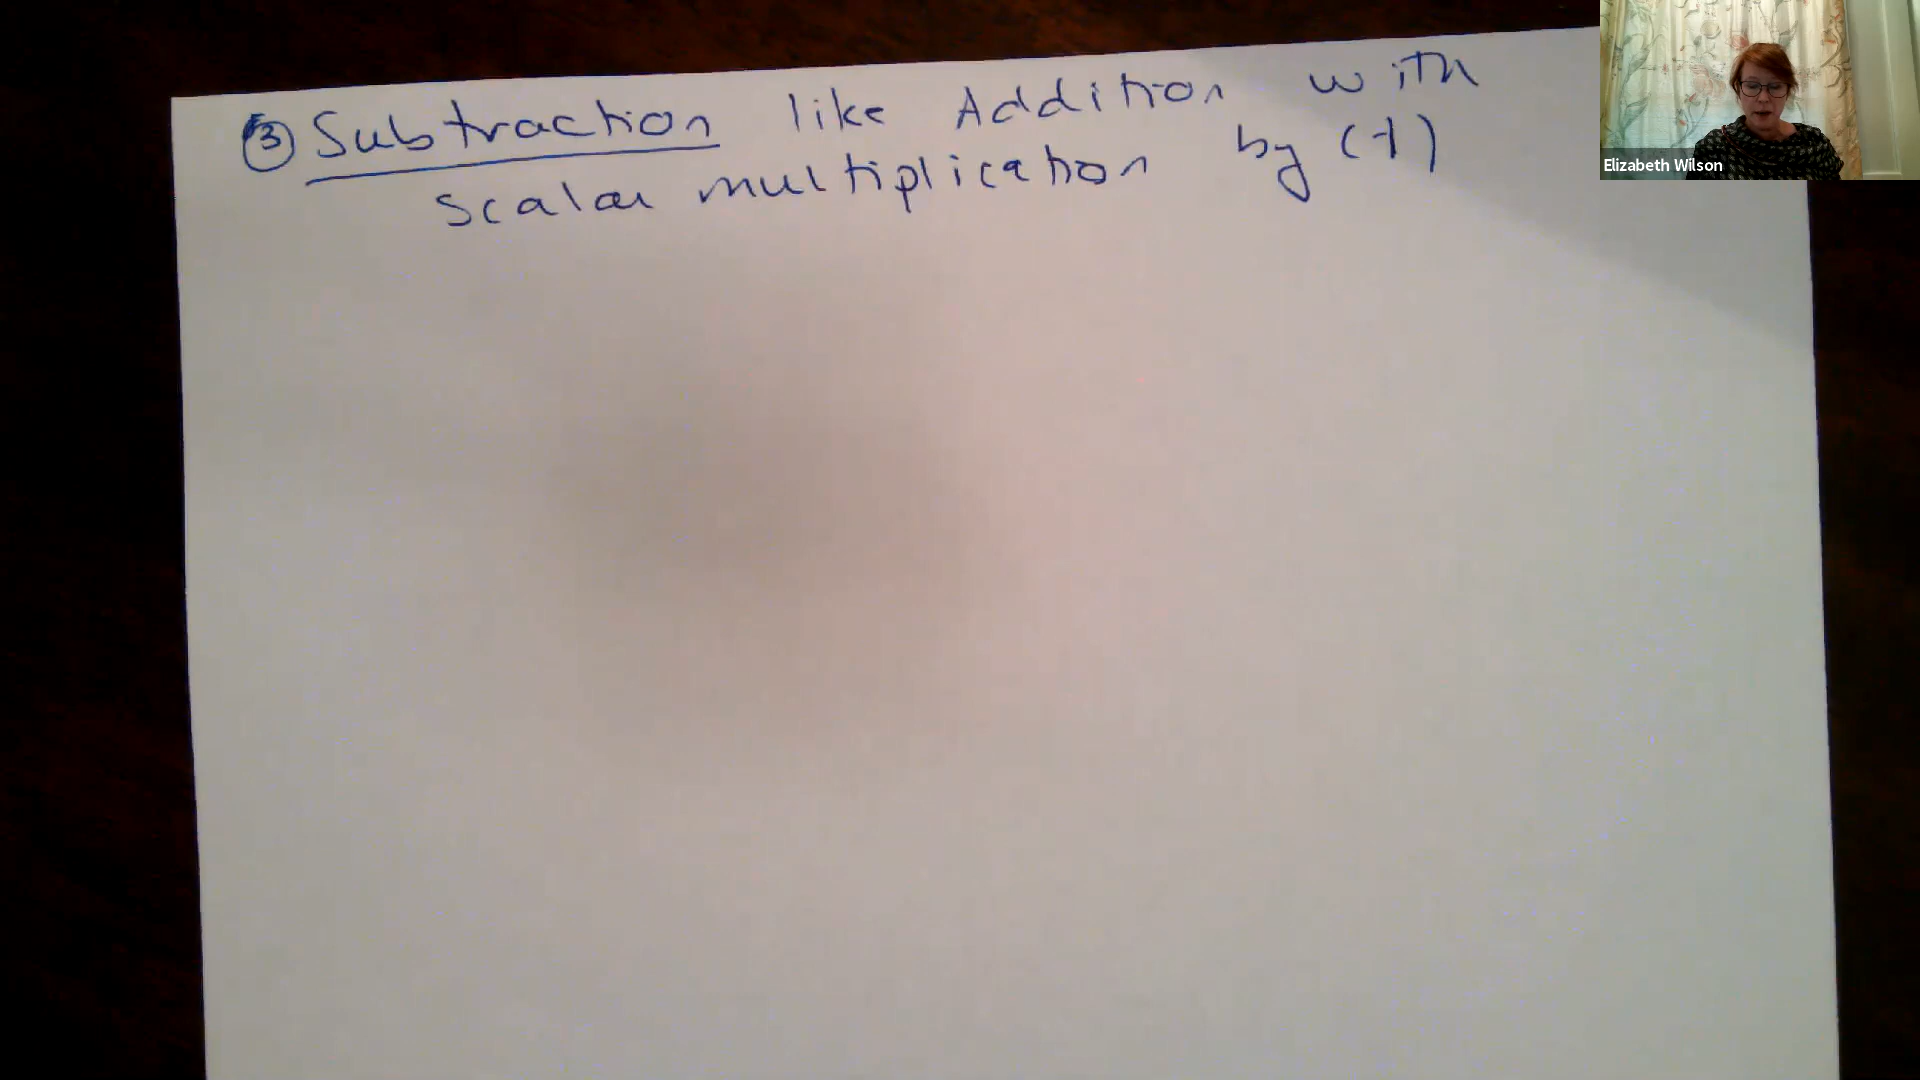 ③ Subtraction like Addition with
scalar multiplication by (-1)
Elizabeth Wilson